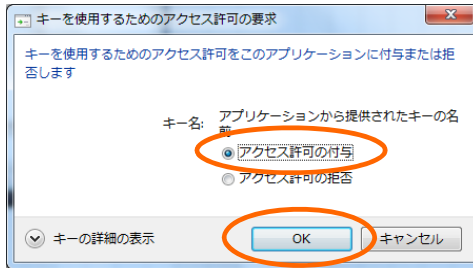 キーを使用するためのアクセス許可の要求
キーを使用するためのアクセス許可をこのアプリケーションに付与または拒
否します
キー名: アプリケーションから提供されたキーの名
前
アクセス許可の付与
アクセス許可の拒否
キーの詳細の表示
OK
キャンセル